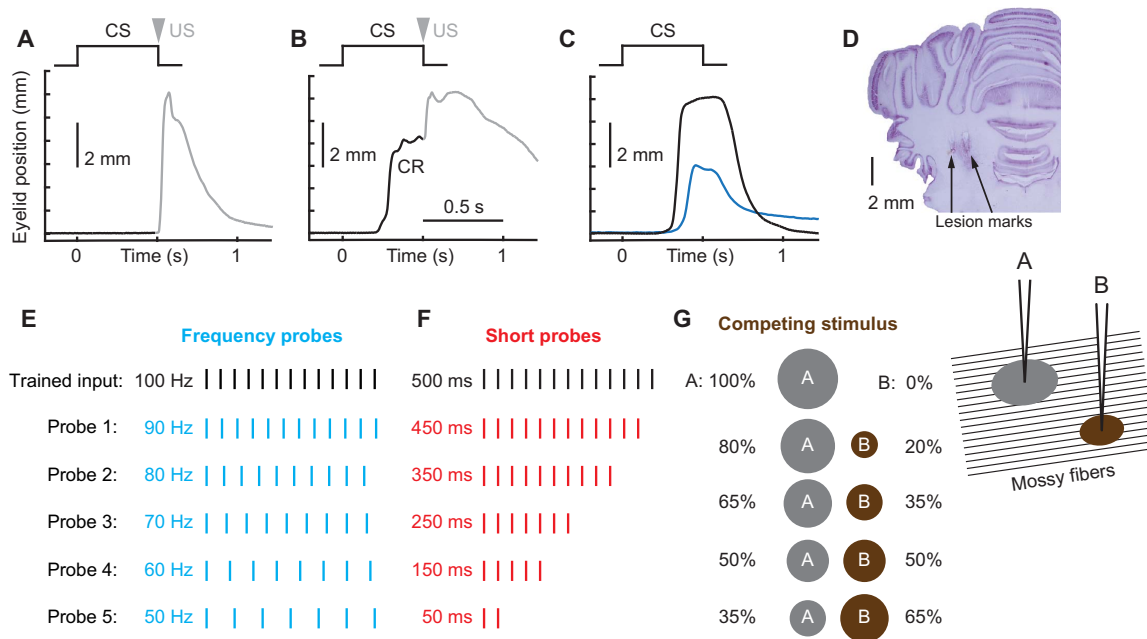 A
CS
US
Eyelid position (mm)
2 mm
0
Time (s)
1
B
CS
US
2 mm
CR
0.5 s
0
Time (s)
1
C
CS
2 mm
0
Time (s)
1
D
2 mm
Lesion marks
E
Frequency probes
Trained input: 100 Hz
Probe 1: 90 Hz
Probe 2: 80 Hz
Probe 3: 70 Hz
Probe 4: 60 Hz
Probe 5: 50 Hz
F
Short probes
500 ms
450 ms
350 ms
250 ms
150 ms
50 ms
G
Competing stimulus
A: 100% A B: 0%
80% A B 20%
65% A B 35%
50% A B 50%
35% A B 65%
A
B
Mossy fibers